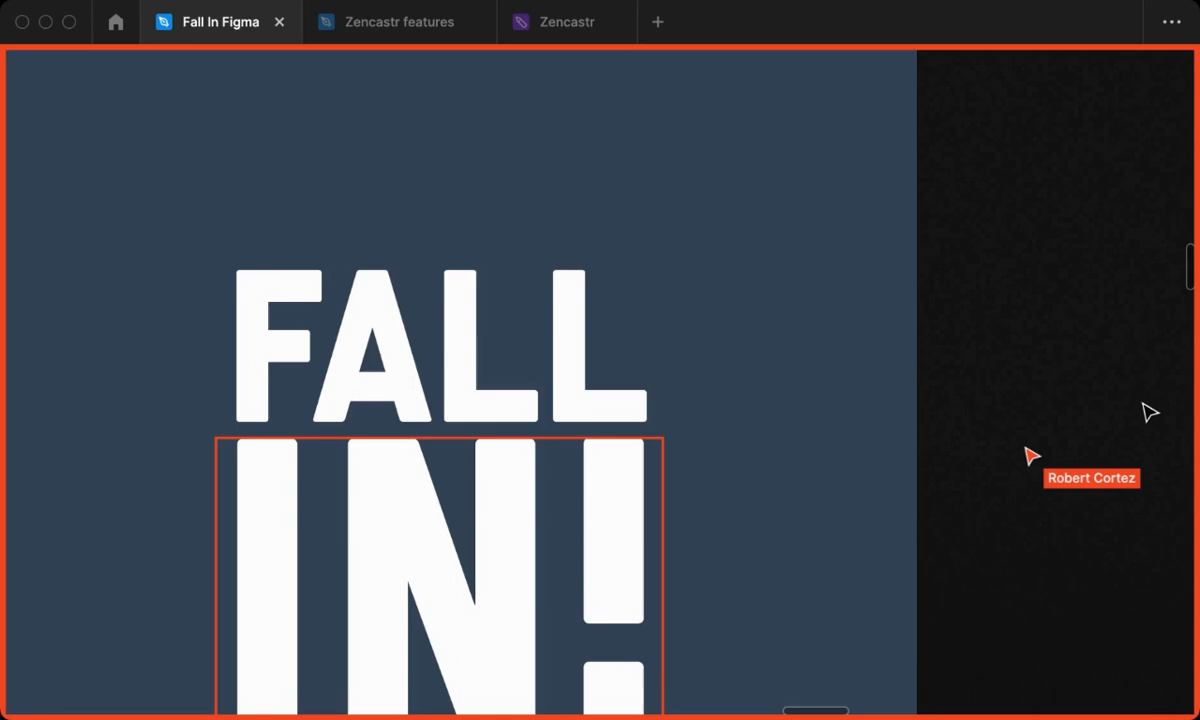 Fall In Figma
Zencastr features
Zencastr
FALL
IN!
Robert Cortez